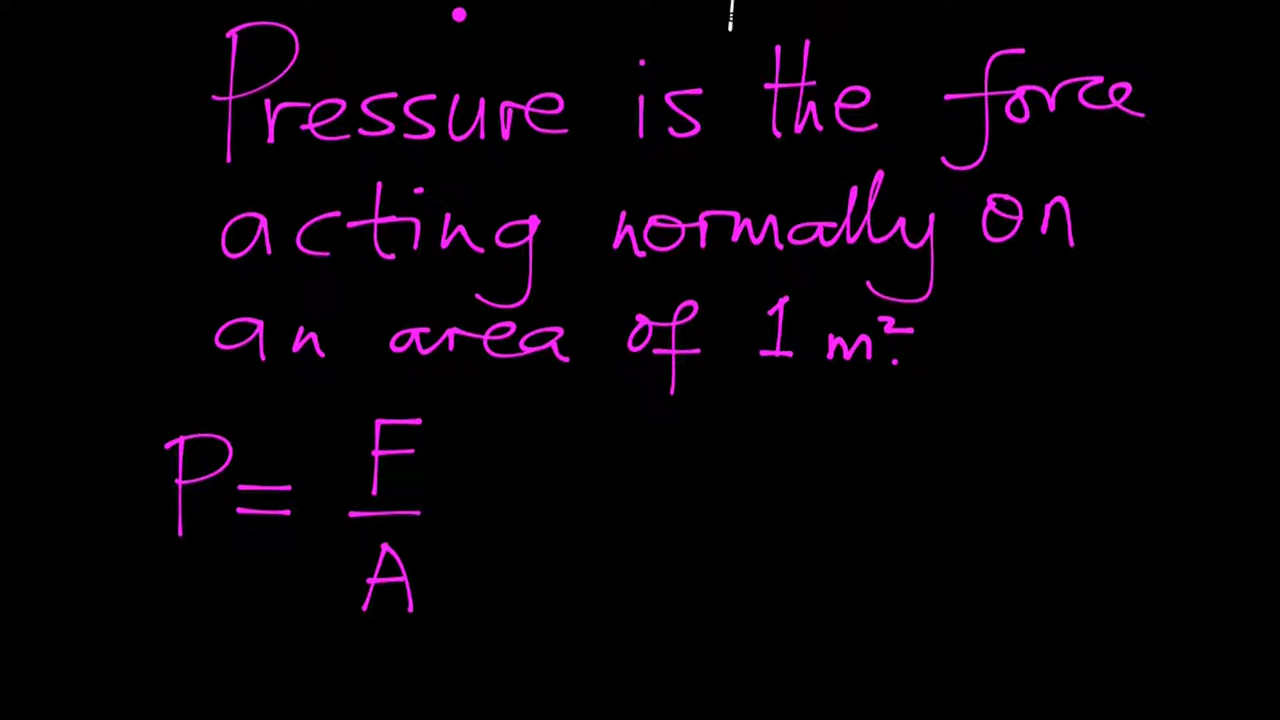 Pressure is the force
acting normally on
an area of 1 m².
P = F/A